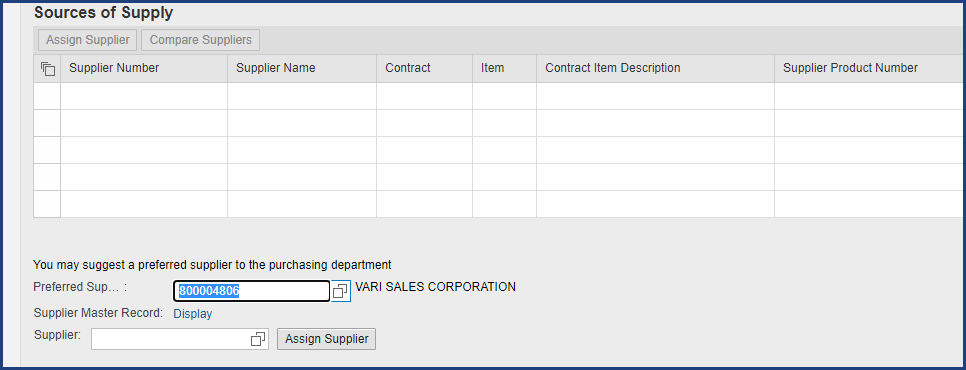 Sources of Supply
Assign Supplier Compare Suppliers
Supplier Number Supplier Name Contract Item Contract Item Description Supplier Product Number
You may suggest a preferred supplier to the purchasing department
Preferred Sup... : 800004806 VARI SALES CORPORATION
Supplier Master Record: Display
Supplier: Assign Supplier